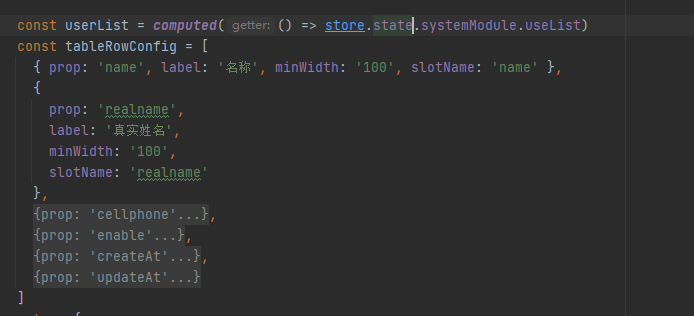 const userList = computed( getter: () => store.state.systemModule.useList)
const tableRowConfig = [
{ prop: 'name', label: '名称', minWidth: '100', slotName: 'name' },
{
prop: 'realname',
label: '真实姓名',
minWidth: '100',
slotName: 'realname'
},
{prop: 'cellphone'...},
{prop: 'enable'...},
{prop: 'createAt'...},
{prop: 'updateAt'...}
]